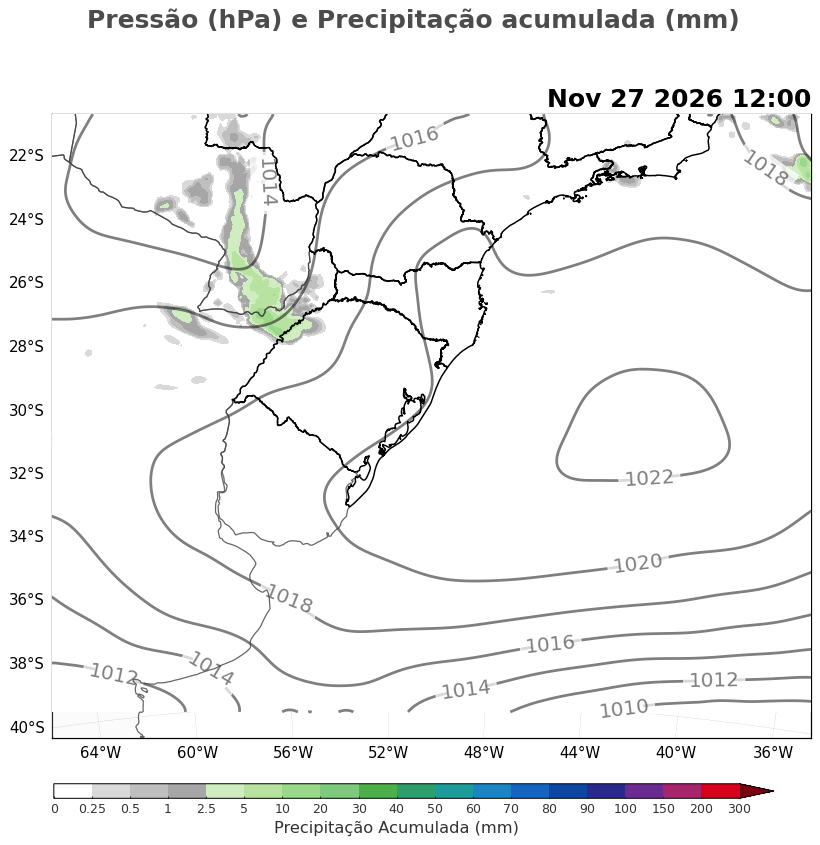 Pressão (hPa) e Precipitação acumulada (mm)
Nov 27 2026 12:00
1016
1014
1018
22°S
24°S
26°S
28°S
30°S
32°S
34°S
36°S
38°S
40°S
1022
1020
1018
1016
1014
1014
1012
1012
1010
64°W 60°W 56°W 52°W 48°W 44°W 40°W 36°W
0 0.25 0.5 1 2.5 5 10 20 30 40 50 60 70 80 90 100 150 200 300
Precipitação Acumulada (mm)